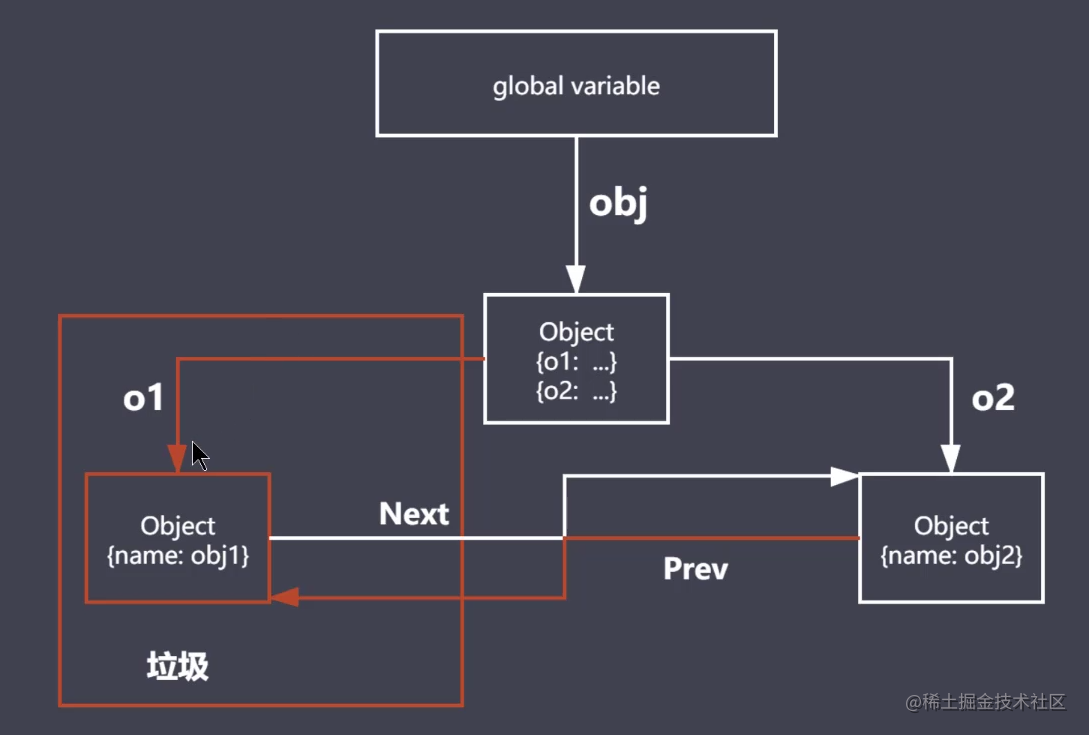 global variable
obj
Object
{o1: ...}
{o2: ...}
o1
o2
Next
Object
{name: obj1}
Object
{name: obj2}
Prev
垃圾
@稀土掘金技术社区